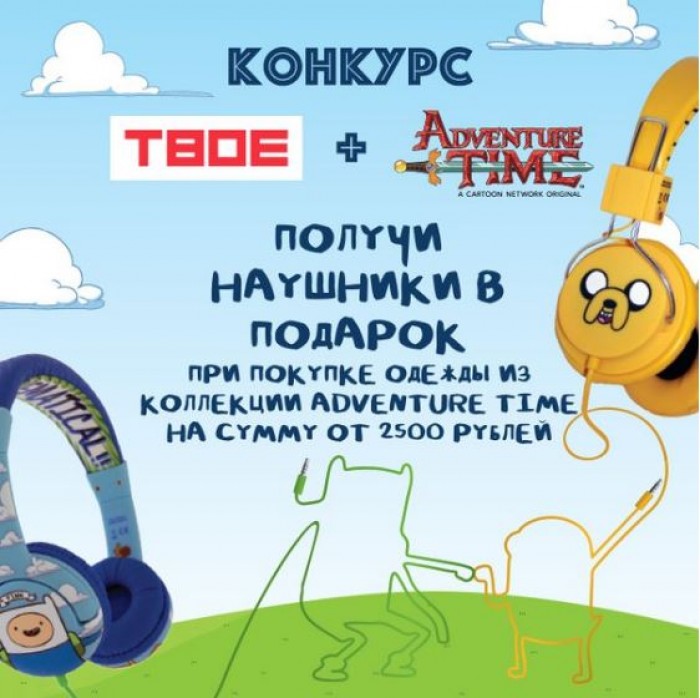 КОНКУРС
ТВОЕ + ADVENTURE TIME
A CARTOON NETWORK ORIGINAL
ПОЛУЧИ
НАУШНИКИ В
ПОДАРОК
ПРИ ПОКУПКЕ ОДЕЖДЫ ИЗ
КОЛЛЕКЦИИ ADVENTURE TIME
НА СУММУ ОТ 2500 РУБЛЕЙ
FINN